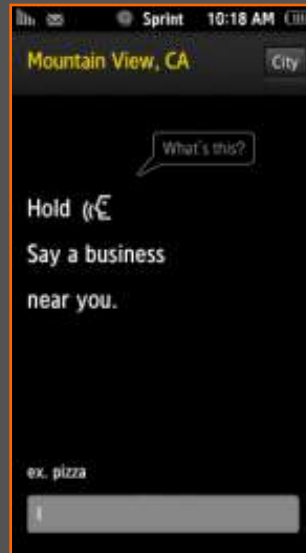 Sprint 10:18 AM
Mountain View, CA City
What's this?
Hold
Say a business
near you.
ex. pizza